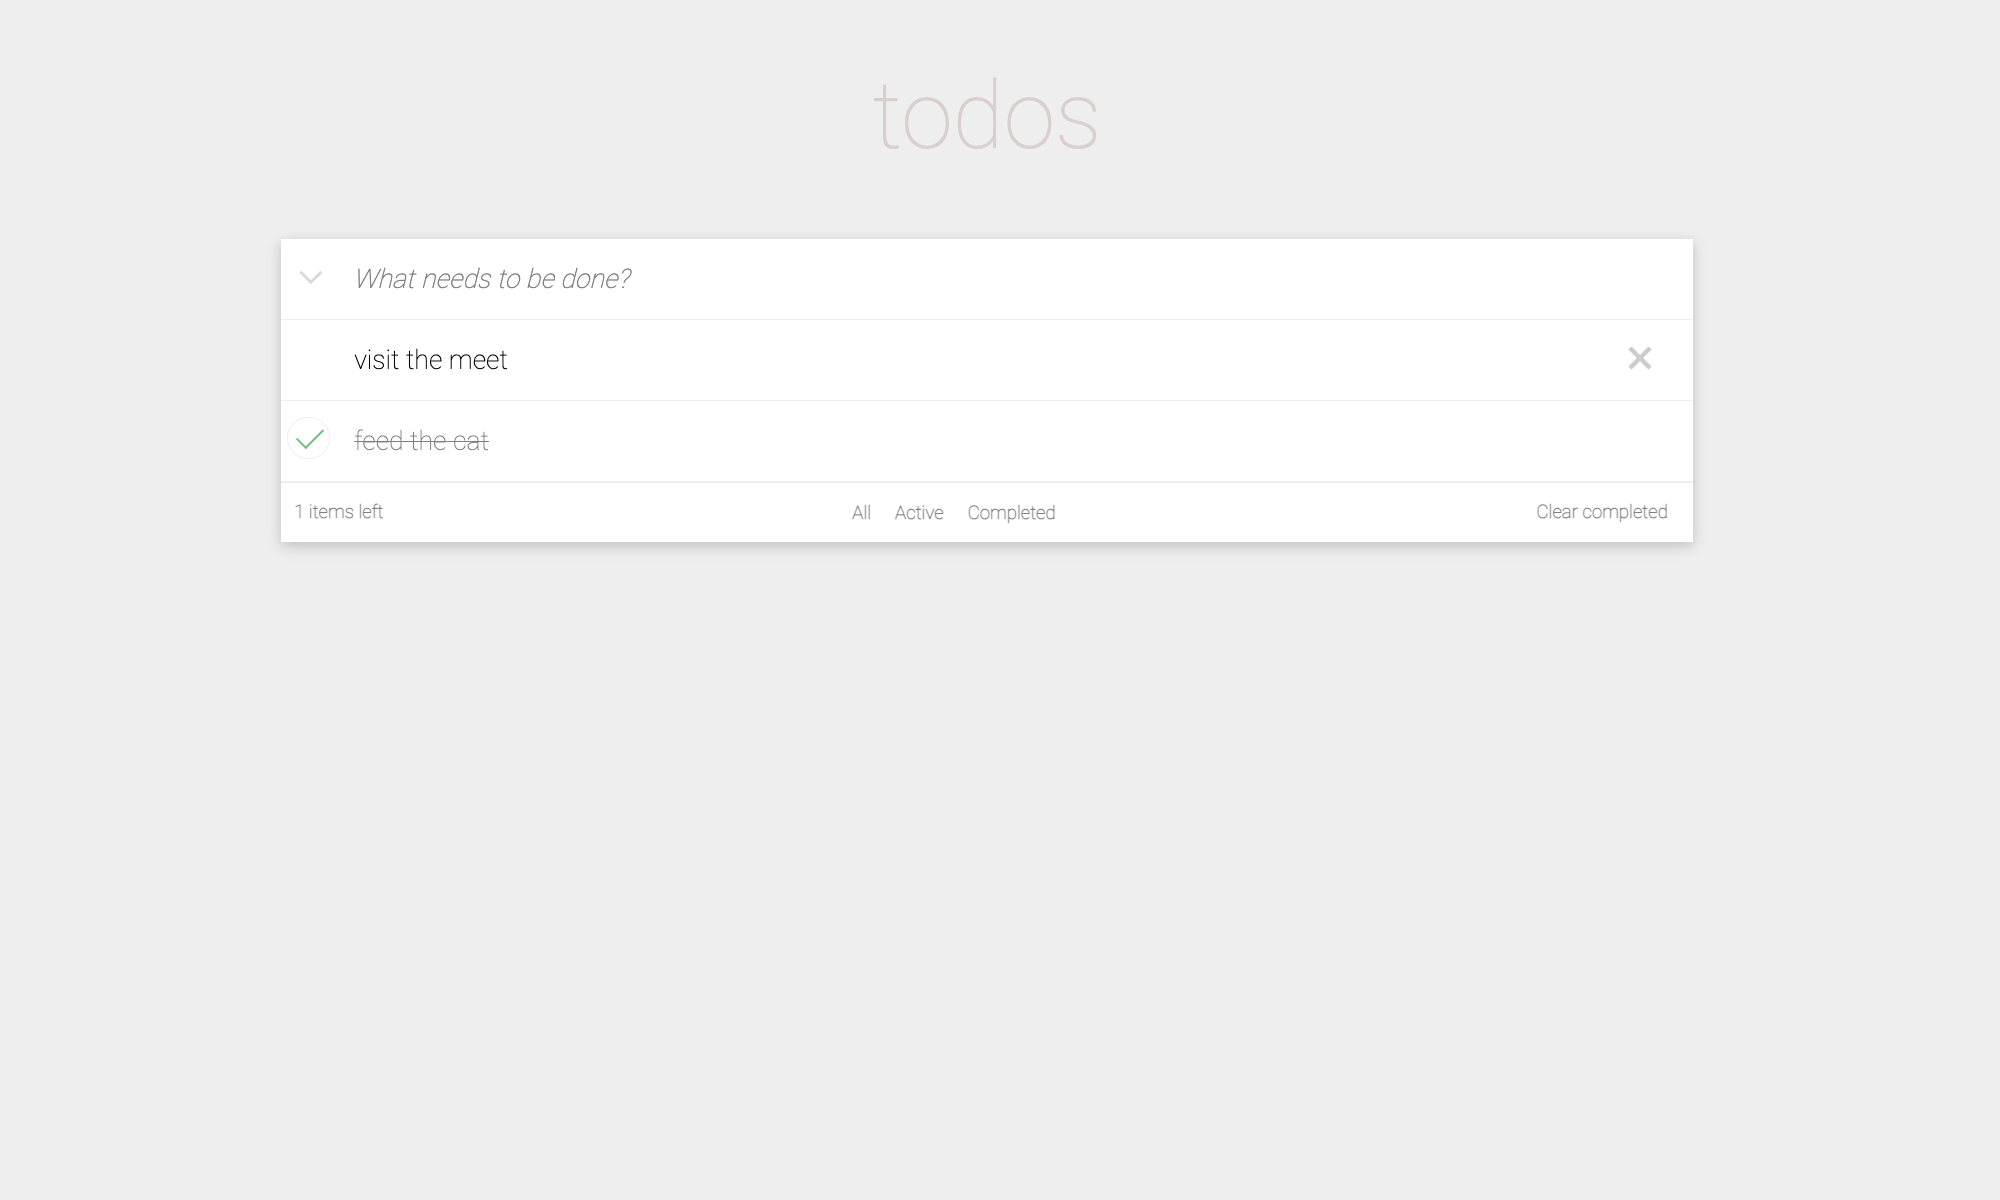 todos
What needs to be done?
visit the meet
feed the cat
1 items left All Active Completed Clear completed